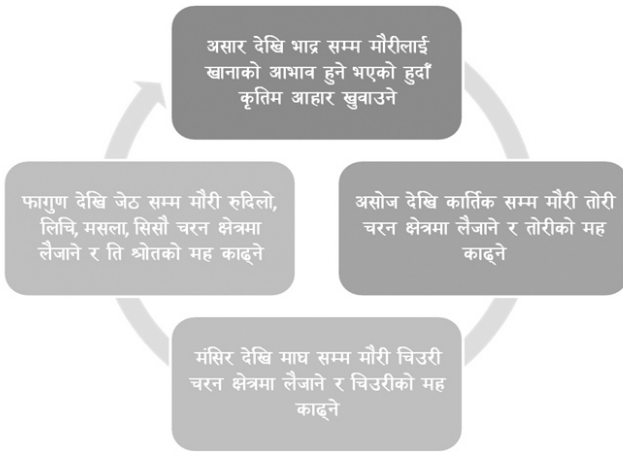 असार देखि भाद्र सम्म मौरीलाई
खानाको आभाव हुने भएको हुदाँ
कृतिम आहार खुवाउने
असोज देखि कार्तिक सम्म मौरी तोरी
चरन क्षेत्रमा लैजाने र तोरीको मह
काढ्ने
मंसिर देखि माघ सम्म मौरी चिउरी
चरन क्षेत्रमा लैजाने र चिउरीको मह
काढ्ने
फागुण देखि जेठ सम्म मौरी रुदिलो,
लिचि, मसला, सिसौ चरन क्षेत्रमा
लैजाने र ति श्रोतको मह काढ्ने